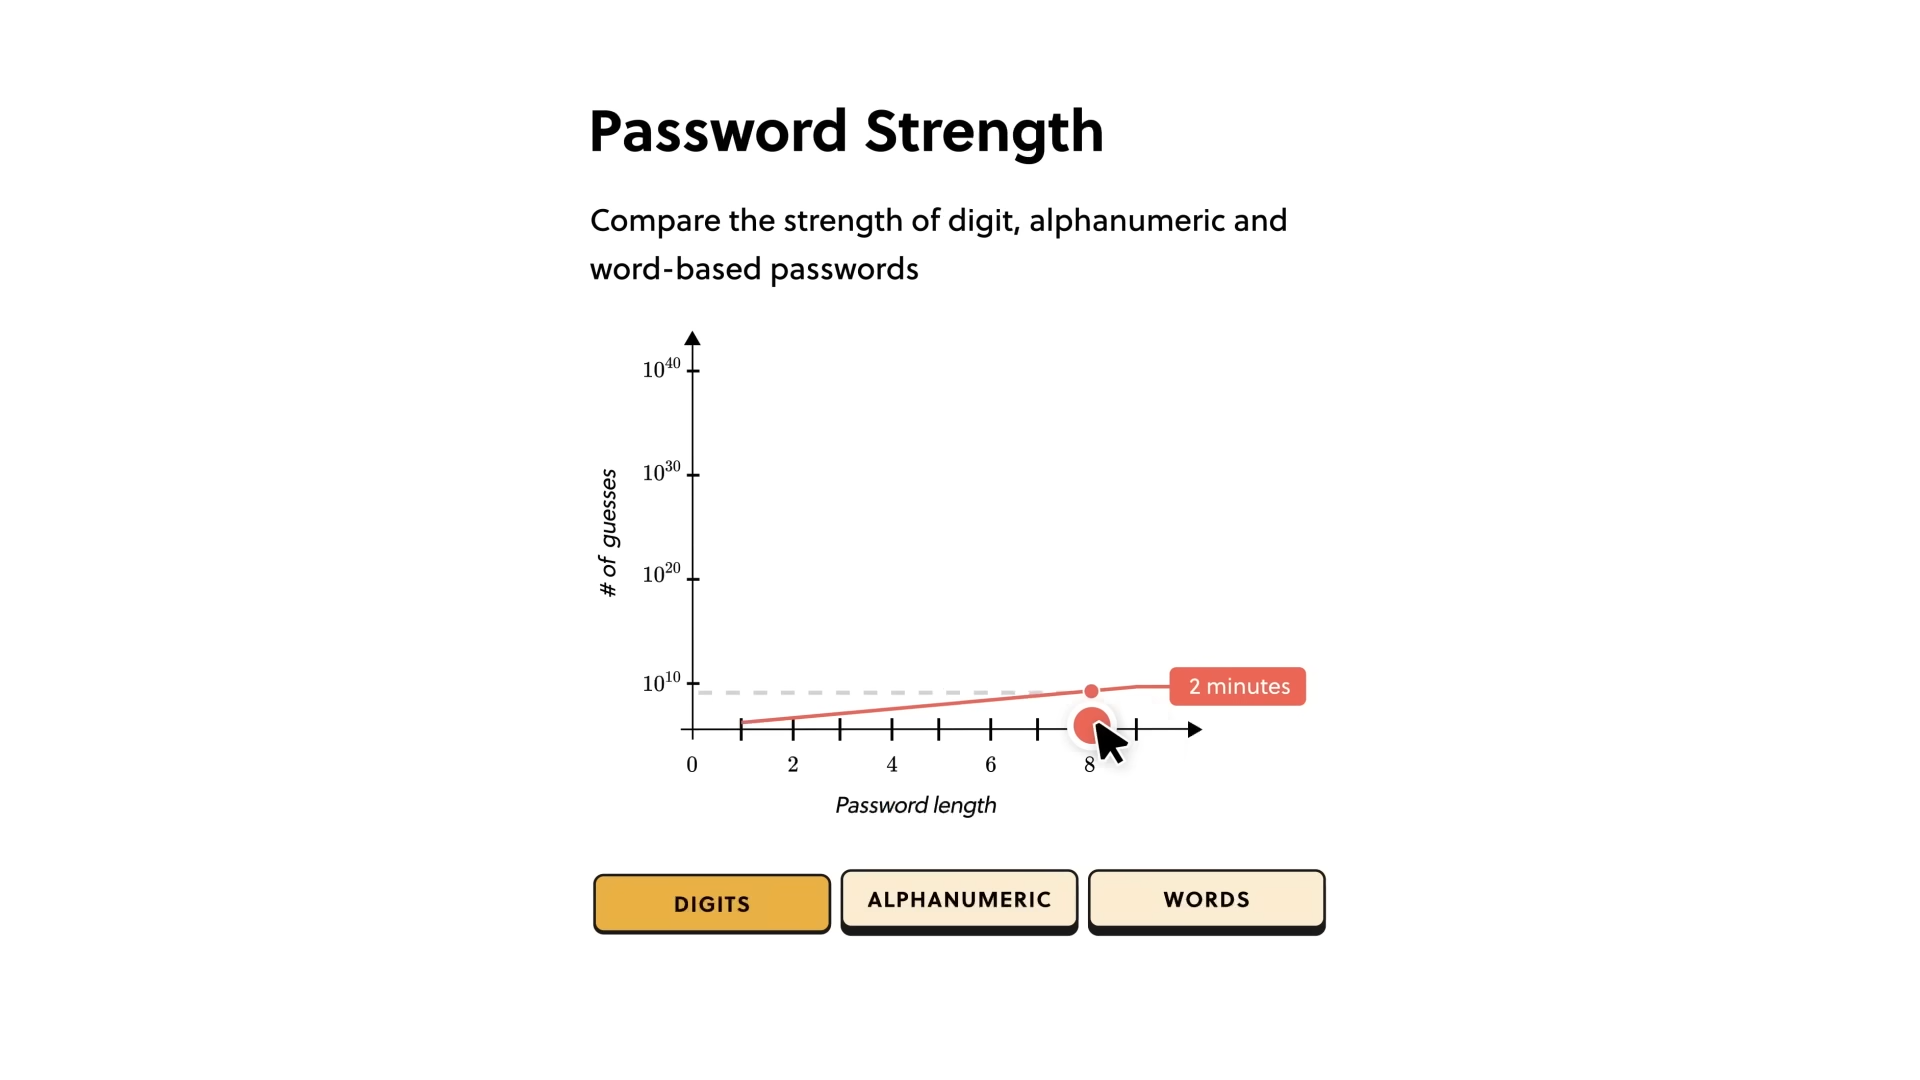 Password Strength
Compare the strength of digit, alphanumeric and
word-based passwords
10^40
10^30
10^20
10^10
# of guesses
2 minutes
0 2 4 6 8
Password length
DIGITS ALPHANUMERIC WORDS